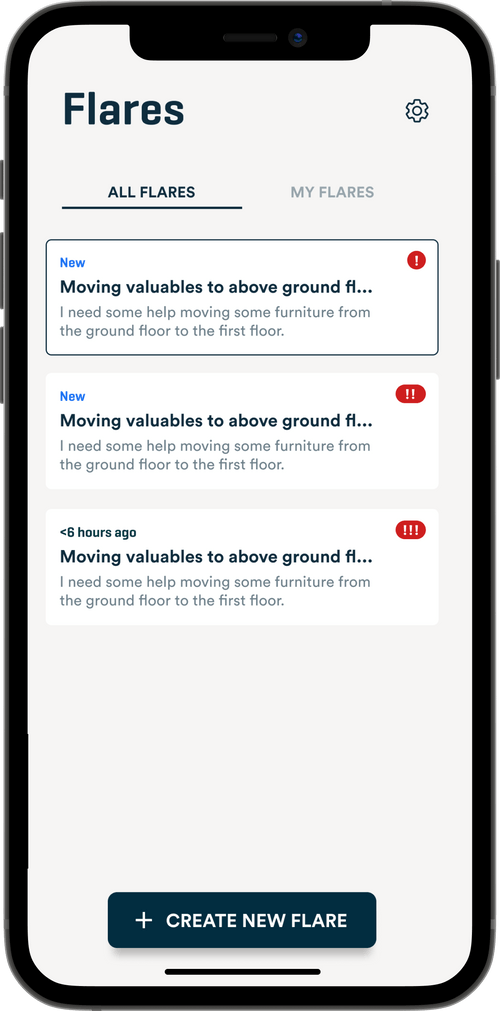 Flares
ALL FLARES
MY FLARES
New
!
Moving valuables to above ground fl...
I need some help moving some furniture from
the ground floor to the first floor.
New
!!
Moving valuables to above ground fl...
I need some help moving some furniture from
the ground floor to the first floor.
<6 hours ago
!!!
Moving valuables to above ground fl...
I need some help moving some furniture from
the ground floor to the first floor.
+ CREATE NEW FLARE